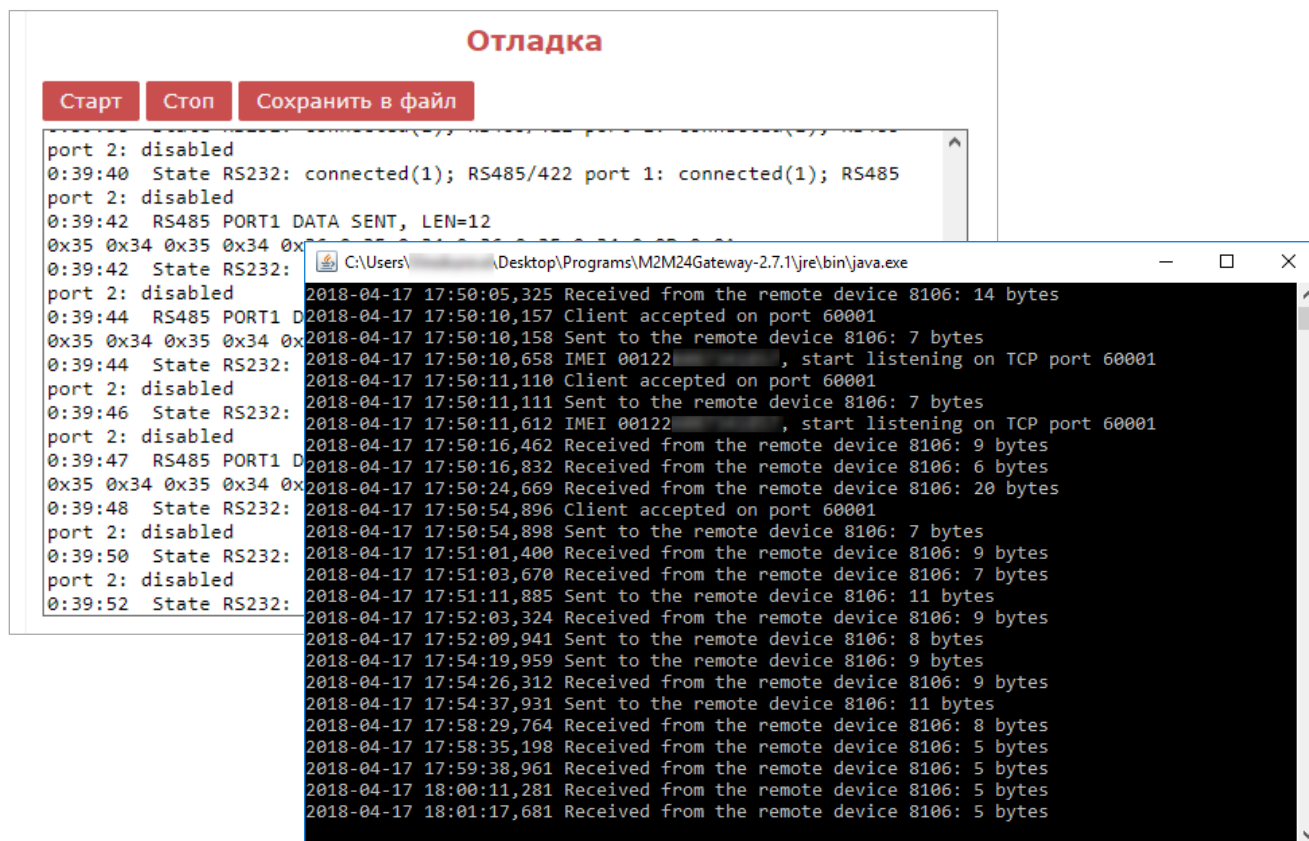 Отладка
Старт Стоп Сохранить в файл
port 2: disabled
0:39:40 State RS232: connected(1); RS485/422 port 1: connected(1); RS485
port 2: disabled
0:39:42 RS485 PORT1 DATA SENT, LEN=12
0x35 0x34 0x35 0x34
0:39:42 State RS232:
port 2: disabled
0:39:44 RS485 PORT1 D
0x35 0x34 0x35 0x34 0x
0:39:44 State RS232:
port 2: disabled
0:39:46 State RS232:
port 2: disabled
0:39:47 RS485 PORT1 D
0x35 0x34 0x35 0x34 0x
0:39:48 State RS232:
port 2: disabled
0:39:50 State RS232:
port 2: disabled
0:39:52 State RS232:
C:\Users\ \Desktop\Programs\M2M24Gateway-2.7.1\jre\bin\java.exe
2018-04-17 17:50:05,325 Received from the remote device 8106: 14 bytes
2018-04-17 17:50:10,157 Client accepted on port 60001
2018-04-17 17:50:10,158 Sent to the remote device 8106: 7 bytes
2018-04-17 17:50:10,658 IMEI 00122 , start listening on TCP port 60001
2018-04-17 17:50:11,110 Client accepted on port 60001
2018-04-17 17:50:11,111 Sent to the remote device 8106: 7 bytes
2018-04-17 17:50:11,612 IMEI 00122 , start listening on TCP port 60001
2018-04-17 17:50:16,462 Received from the remote device 8106: 9 bytes
2018-04-17 17:50:16,832 Received from the remote device 8106: 6 bytes
2018-04-17 17:50:24,669 Received from the remote device 8106: 20 bytes
2018-04-17 17:50:54,896 Client accepted on port 60001
2018-04-17 17:50:54,898 Sent to the remote device 8106: 7 bytes
2018-04-17 17:51:01,400 Received from the remote device 8106: 9 bytes
2018-04-17 17:51:03,670 Received from the remote device 8106: 7 bytes
2018-04-17 17:51:11,885 Sent to the remote device 8106: 11 bytes
2018-04-17 17:52:03,324 Received from the remote device 8106: 9 bytes
2018-04-17 17:52:09,941 Sent to the remote device 8106: 8 bytes
2018-04-17 17:54:19,959 Sent to the remote device 8106: 9 bytes
2018-04-17 17:54:26,312 Received from the remote device 8106: 9 bytes
2018-04-17 17:54:37,931 Sent to the remote device 8106: 11 bytes
2018-04-17 17:58:29,764 Received from the remote device 8106: 8 bytes
2018-04-17 17:58:35,198 Received from the remote device 8106: 5 bytes
2018-04-17 17:59:38,961 Received from the remote device 8106: 5 bytes
2018-04-17 18:00:11,281 Received from the remote device 8106: 5 bytes
2018-04-17 18:01:17,681 Received from the remote device 8106: 5 bytes